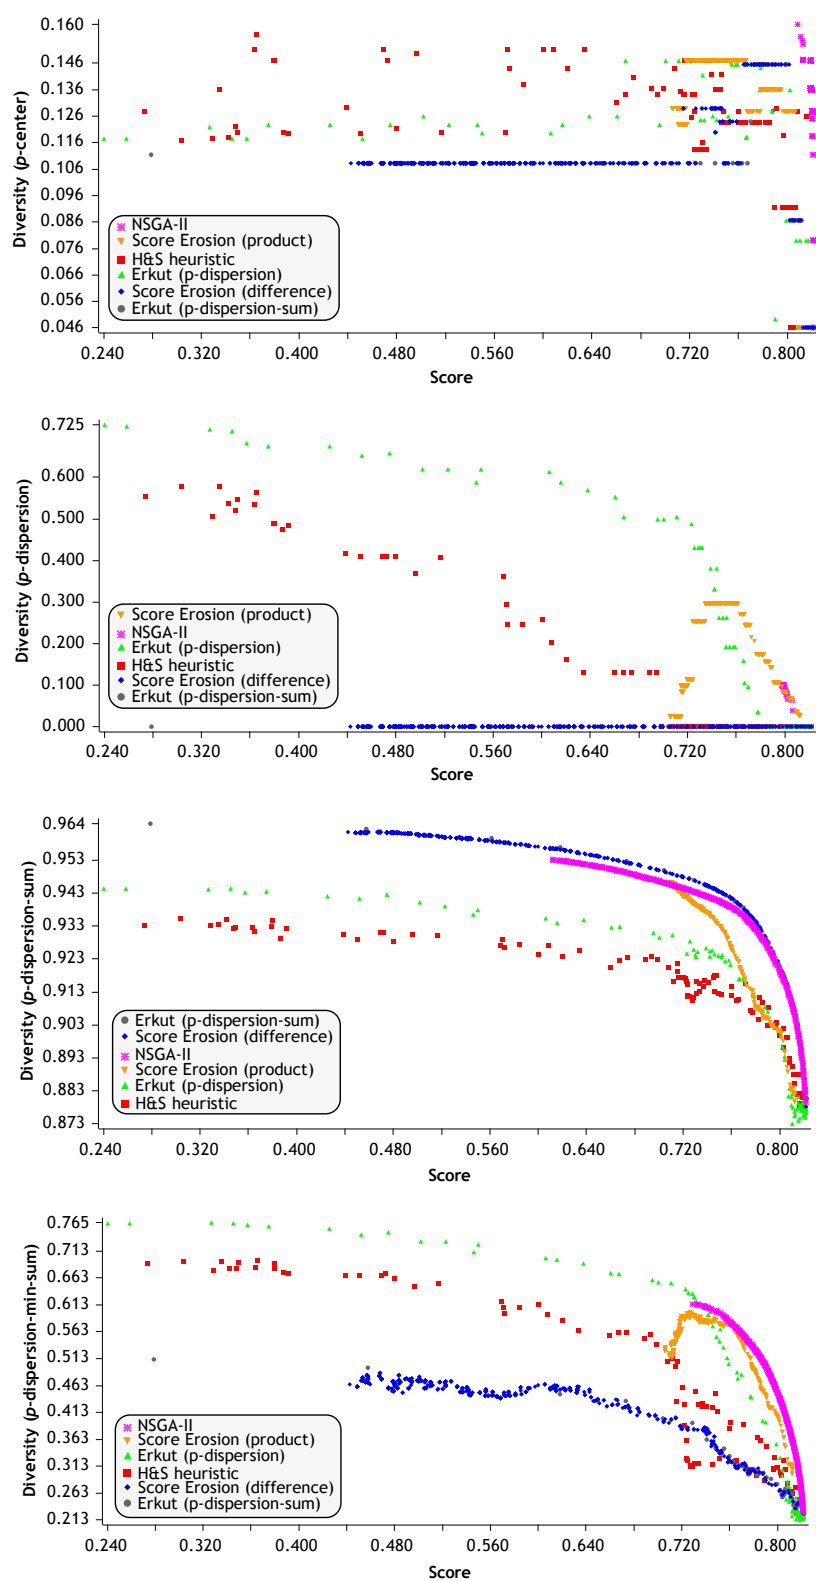 0.160
0.146
0.136
0.126
0.116
0.106
0.096
0.086
0.076
0.066
0.056
0.046
Diversity (p-center)
NSGA-II
Score Erosion (product)
H&S heuristic
Erkut (p-dispersion)
Score Erosion (difference)
Erkut (p-dispersion-sum)
0.240 0.320 0.400 0.480 0.560 0.640 0.720 0.800
Score
0.725
0.600
0.500
0.400
0.300
0.200
0.100
0.000
Diversity (p-dispersion)
Score Erosion (product)
NSGA-II
Erkut (p-dispersion)
H&S heuristic
Score Erosion (difference)
Erkut (p-dispersion-sum)
0.240 0.320 0.400 0.480 0.560 0.640 0.720 0.800
Score
0.964
0.953
0.943
0.933
0.923
0.913
0.903
0.893
0.883
0.873
Diversity (p-dispersion-sum)
Erkut (p-dispersion-sum)
Score Erosion (difference)
NSGA-II
Score Erosion (product)
Erkut (p-dispersion)
H&S heuristic
0.240 0.320 0.400 0.480 0.560 0.640 0.720 0.800
Score
0.765
0.713
0.663
0.613
0.563
0.513
0.463
0.413
0.363
0.313
0.263
0.213
Diversity (p-dispersion-min-sum)
NSGA-II
Score Erosion (product)
Erkut (p-dispersion)
H&S heuristic
Score Erosion (difference)
Erkut (p-dispersion-sum)
0.240 0.320 0.400 0.480 0.560 0.640 0.720 0.800
Score